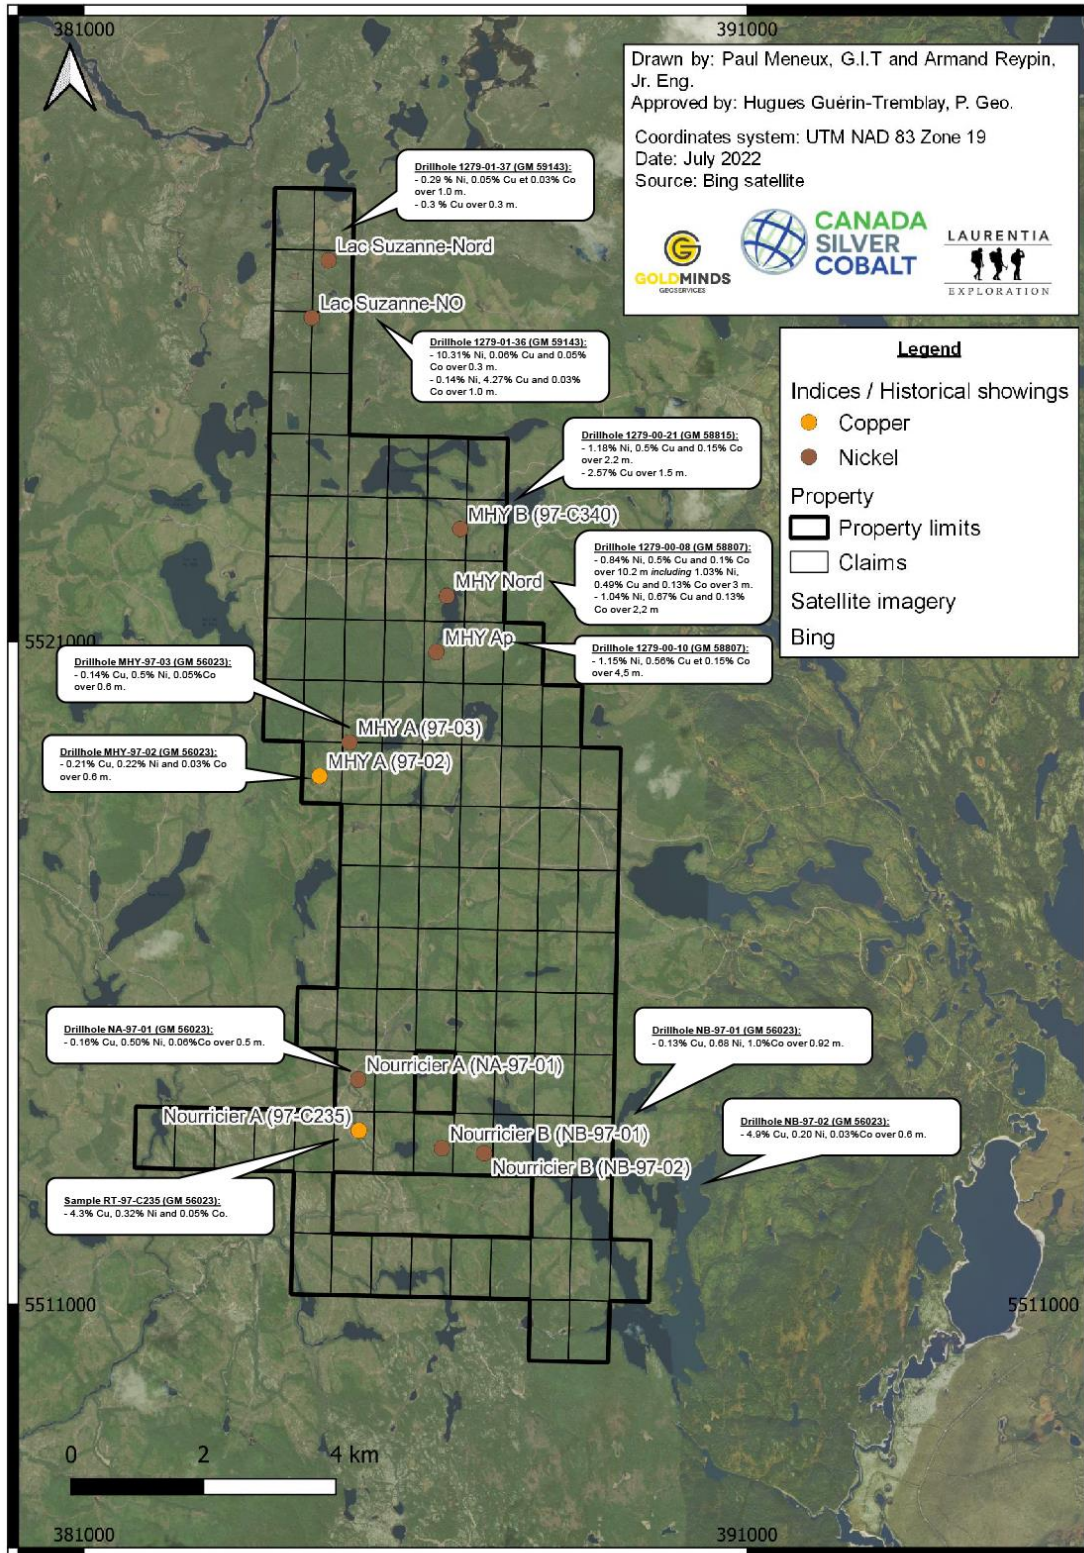 381000
391000
Drawn by: Paul Meneux, G.I.T and Armand Reypin,
Jr. Eng.
Approved by: Hugues Guérin-Tremblay, P. Geo.
Coordinates system: UTM NAD 83 Zone 19
Date: July 2022
Source: Bing satellite
GOLDMINDS
GEOSERVICES
CANADA
SILVER
COBALT
LAURENTIA
EXPLORATION
Legend
Indices / Historical showings
Copper
Nickel
Property
Property limits
Claims
Satellite imagery
Bing
Drillhole 1279-01-37 (GM 59143):
- 0.29 % Ni, 0.05% Cu et 0.03% Co
over 1.0 m.
- 0.3 % Cu over 0.3 m.
Lac Suzanne-Nord
Lac Suzanne-NO
Drillhole 1279-01-36 (GM 59143):
- 10.31% Ni, 0.06% Cu and 0.05%
Co over 0.3 m.
- 0.14% Ni, 4.27% Cu and 0.03%
Co over 1.0 m.
Drillhole 1279-00-21 (GM 58815):
- 1.18% Ni, 0.5% Cu and 0.15% Co
over 2.2 m.
- 2.57% Cu over 1.5 m.
MHY B (97-C340)
Drillhole 1279-00-08 (GM 58807):
- 0.84% Ni, 0.5% Cu and 0.1% Co
over 10.2 m including 1.03% Ni,
0.49% Cu and 0.13% Co over 3 m.
- 1.04% Ni, 0.67% Cu and 0.13%
Co over 2,2 m
MHY Nord
5521000
MHY Ap
Drillhole 1279-00-10 (GM 58807):
- 1.15% Ni, 0.56% Cu et 0.15% Co
over 4,5 m.
Drillhole MHY-97-03 (GM 56023):
- 0.14% Cu, 0.5% Ni, 0.05%Co
over 0.6 m.
MHY A (97-03)
Drillhole MHY-97-02 (GM 56023):
- 0.21% Cu, 0.22% Ni and 0.03% Co
over 0.6 m.
MHY A (97-02)
Drillhole NA-97-01 (GM 56023):
- 0.16% Cu, 0.50% Ni, 0.06%Co over 0.5 m.
Drillhole NB-97-01 (GM 56023):
- 0.13% Cu, 0.68 Ni, 1.0%Co over 0.92 m.
Nourricier A (NA-97-01)
Nourricier A (97-C235)
Drillhole NB-97-02 (GM 56023):
- 4.9% Cu, 0.20 Ni, 0.03%Co over 0.6 m.
Nourricier B (NB-97-01)
Nourricier B (NB-97-02)
Sample RT-97-C235 (GM 56023):
- 4.3% Cu, 0.32% Ni and 0.05% Co.
5511000
5511000
0 2 4 km
381000
391000